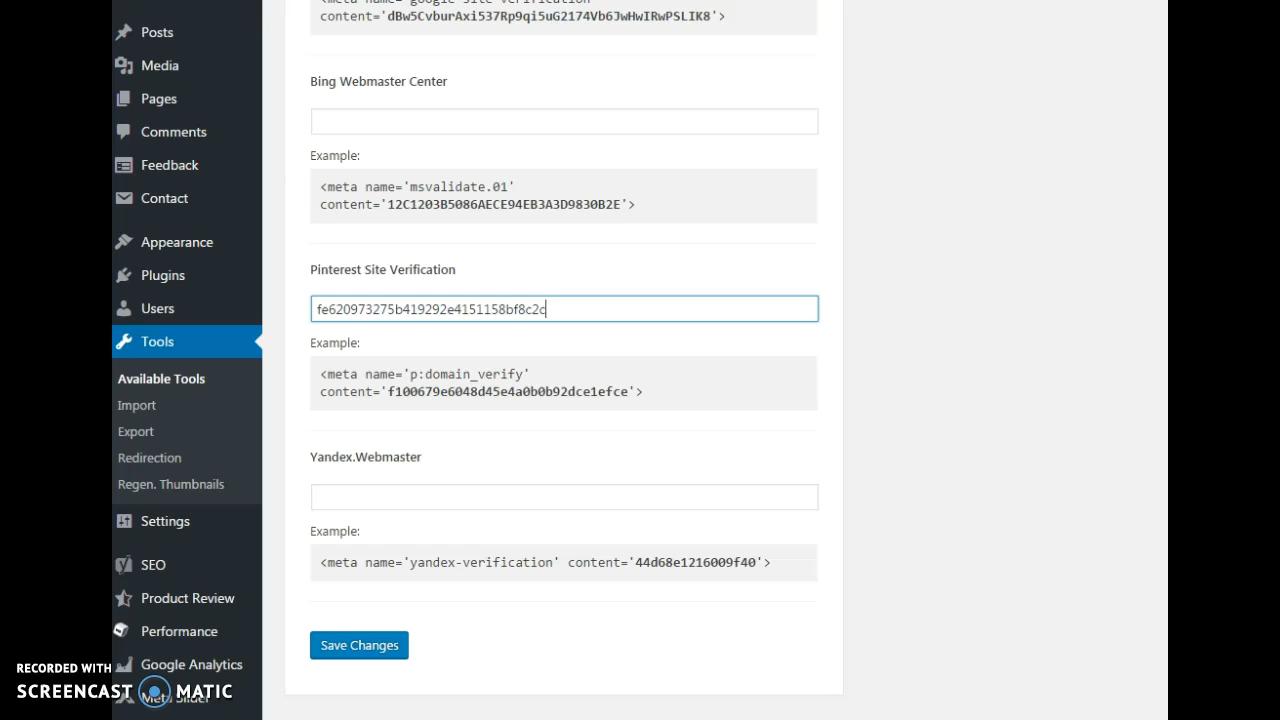 Posts
Media
Pages
Comments
Feedback
Contact
Appearance
Plugins
Users
Tools
Available Tools
Import
Export
Redirection
Regen. Thumbnails
Settings
SEO
Product Review
Performance
Google Analytics
Meta Slider
content='dBw5CvburAxi537Rp9qi5uG2174Vb6JwHwIRwPSLIK8'>
Bing Webmaster Center
Example:
<meta name='msvalidate.01'
content='12C1203B5086AECE94EB3A3D9830B2E'>
Pinterest Site Verification
fe620973275b419292e4151158bf8c2c
Example:
<meta name='p:domain_verify'
content='f100679e6048d45e4a0b0b92dce1efce'>
Yandex.Webmaster
Example:
<meta name='yandex-verification' content='44d68e1216009f40'>
Save Changes
RECORDED WITH
SCREENCAST MATIC